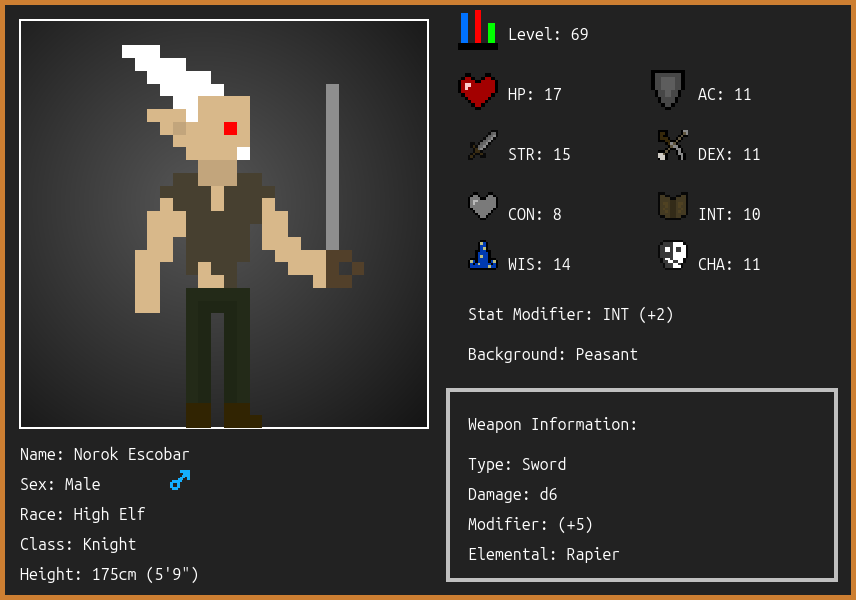 Level: 69
HP: 17
AC: 11
STR: 15
DEX: 11
CON: 8
INT: 10
WIS: 14
CHA: 11
Stat Modifier: INT (+2)
Background: Peasant
Weapon Information:
Type: Sword
Damage: d6
Modifier: (+5)
Elemental: Rapier
Name: Norok Escobar
Sex: Male
Race: High Elf
Class: Knight
Height: 175cm (5'9")